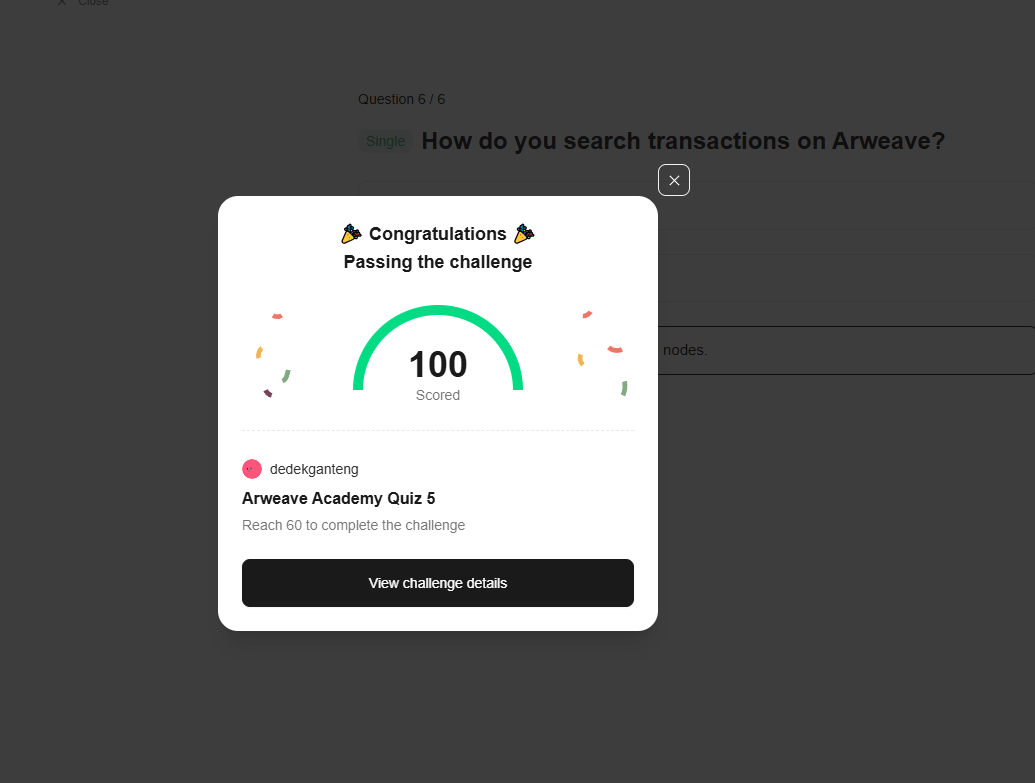 Close
Question 6 / 6
Single How do you search transactions on Arweave?
Congratulations
Passing the challenge
nodes.
100
Scored
dedekganteng
Arweave Academy Quiz 5
Reach 60 to complete the challenge
View challenge details